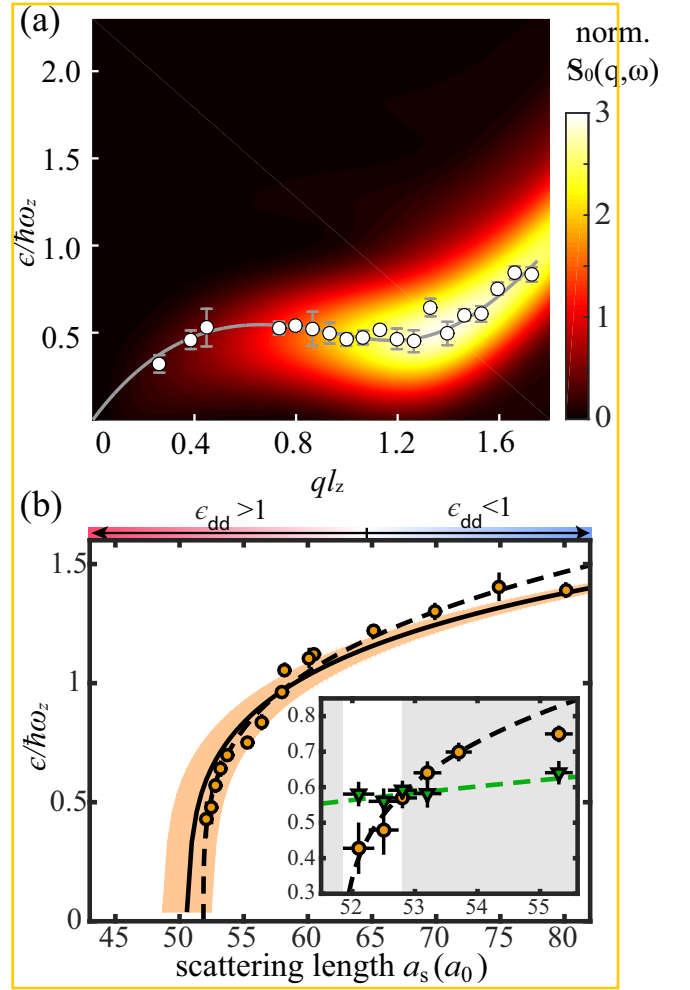 (a)
norm.
S₀(q,ω)
2.0
1.5
1.0
0.5
ϵ/ħω_z
0 0.4 0.8 1.2 1.6
ql_z
3
2
1
0
(b)
ϵ_dd >1 ϵ_dd <1
1.5
1
0.5
0
ϵ/ħω_z
0.8
0.7
0.6
0.5
0.4
0.3
52 53 54 55
45 50 55 60 65 70 75 80
scattering length a_s(a_0)